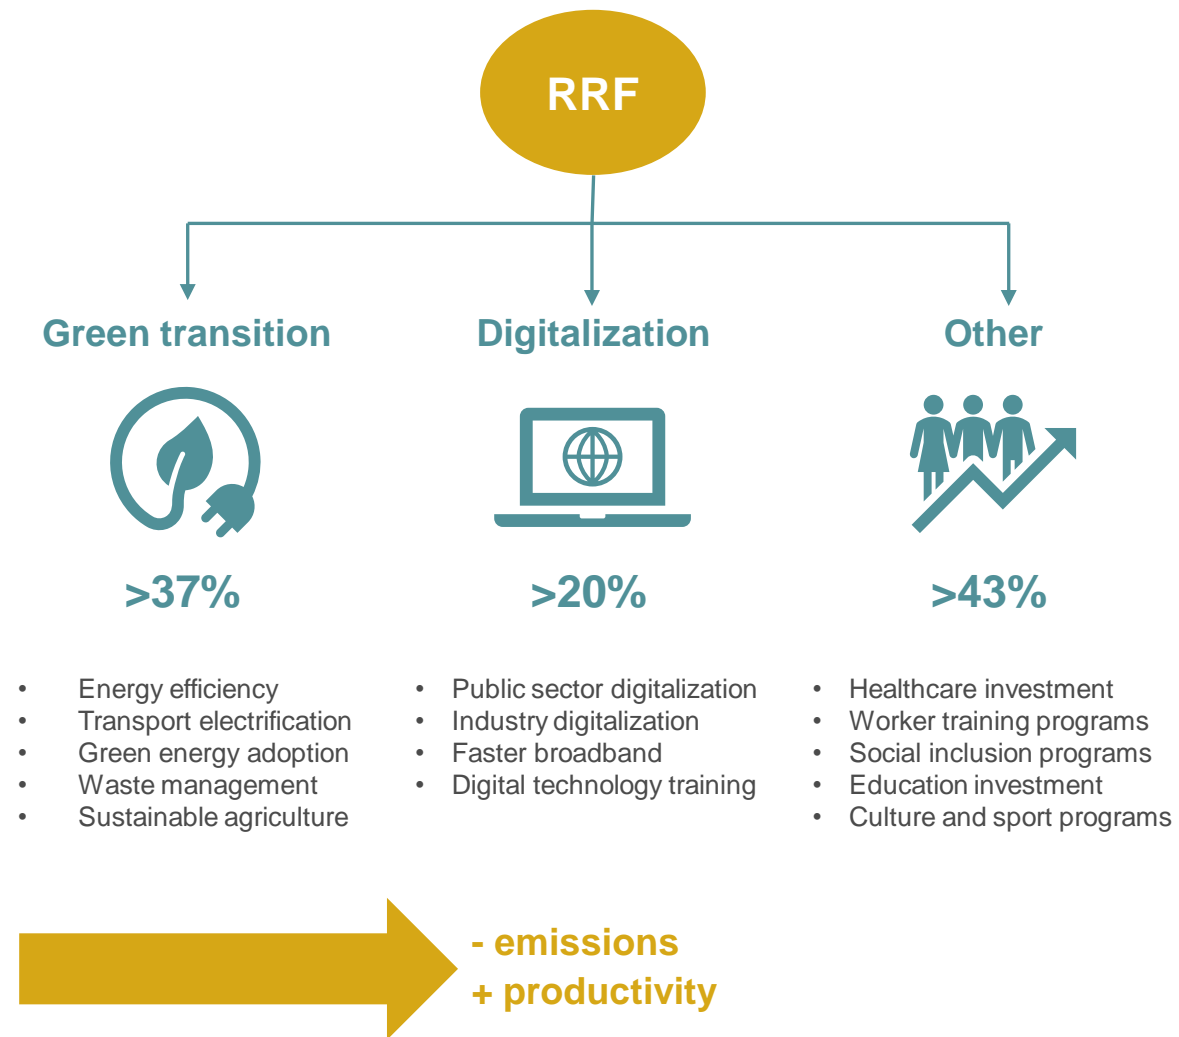 RRF
Green transition
>37%
• Energy efficiency
• Transport electrification
• Green energy adoption
• Waste management
• Sustainable agriculture
Digitalization
>20%
• Public sector digitalization
• Industry digitalization
• Faster broadband
• Digital technology training
Other
>43%
• Healthcare investment
• Worker training programs
• Social inclusion programs
• Education investment
• Culture and sport programs
- emissions
+ productivity